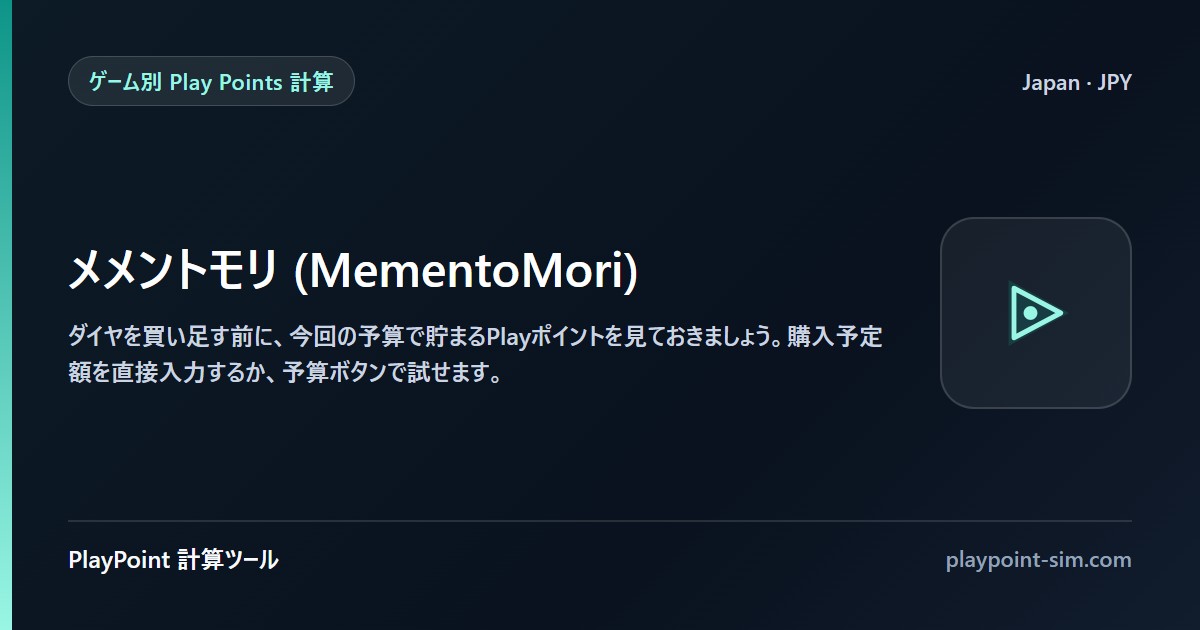 ゲーム別 Play Points 計算
Japan · JPY
メメントモリ (MementoMori)
ダイヤを買い足す前に、今回の予算で貯まるPlayポイントを見ておきましょう。購入予定
額を直接入力するか、予算ボタンで試せます。
PlayPoint 計算ツール
playpoint-sim.com